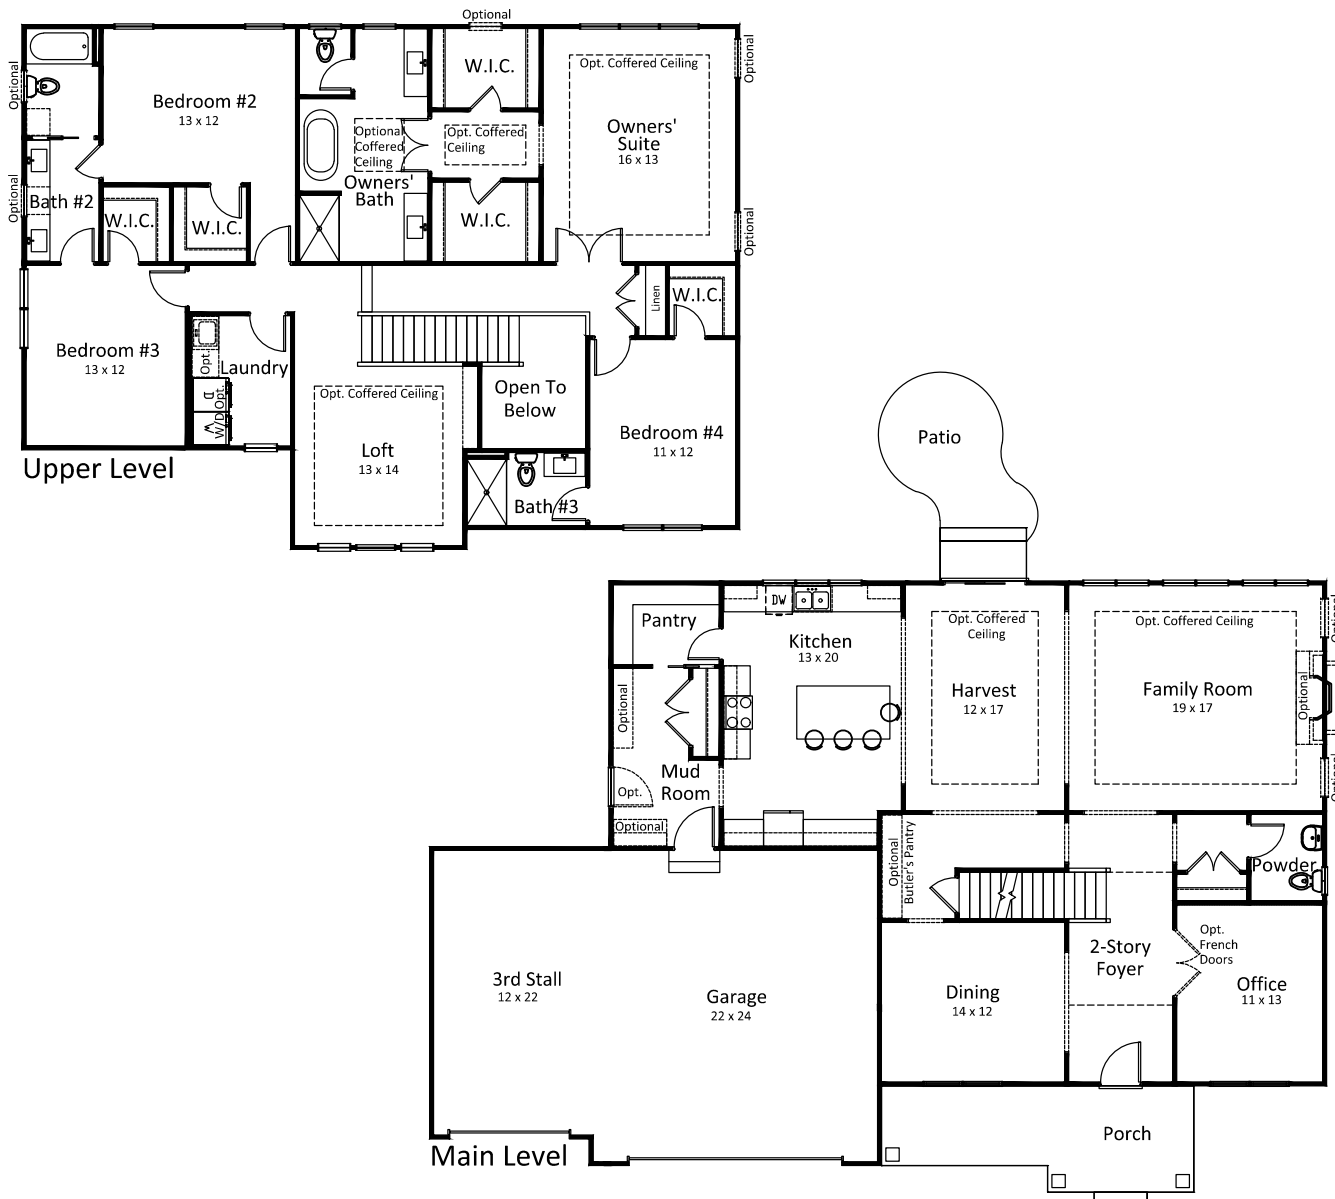 Optional
Optional
W.I.C.
Opt. Coffered Ceiling
Optional
Bedroom #2
13 x 12
Optional
Coffered
Ceiling
Opt. Coffered
Ceiling
Owners'
Suite
16 x 13
Optional
Bath #2
Owners'
Bath
W.I.C.
W.I.C.
W.I.C.
Optional
Linen
W.I.C.
Bedroom #3
13 x 12
Opt.
Laundry
D
W
W/D Opt.
Opt. Coffered Ceiling
Open To
Below
Loft
13 x 14
Bedroom #4
11 x 12
Bath #3
Upper Level
Patio
Pantry
DW
Kitchen
13 x 20
Opt. Coffered
Ceiling
Harvest
12 x 17
Opt. Coffered Ceiling
Family Room
19 x 17
Optional
Optional
Mud
Room
Opt.
Optional
Optional
Butler's Pantry
Powder
2-Story
Foyer
Opt.
French
Doors
Office
11 x 13
3rd Stall
12 x 22
Garage
22 x 24
Dining
14 x 12
Porch
Main Level